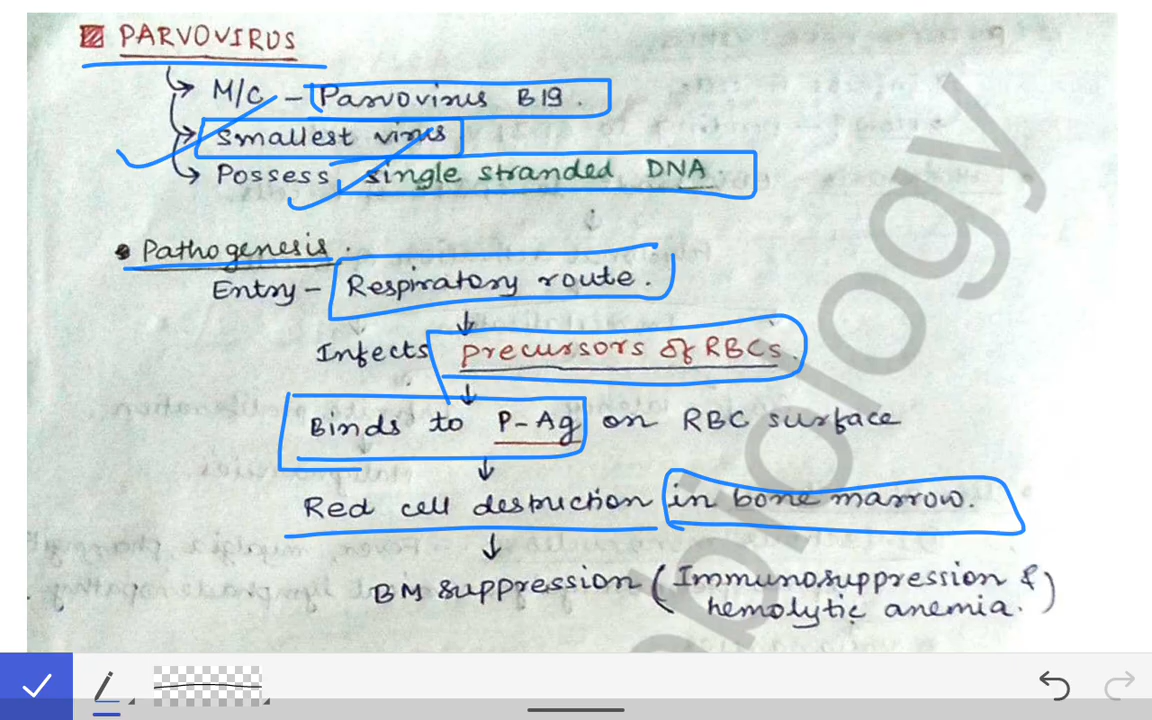 PARVOVIRUS
M/C - Parvovirus B19.
Smallest virus
Possess single stranded DNA.
Pathogenesis.
Entry - Respiratory route.
Infects precursors of RBCs.
Binds to P-Ag on RBC surface
Red cell destruction in bone marrow.
BM suppression (Immunosuppression &
hemolytic anemia.)